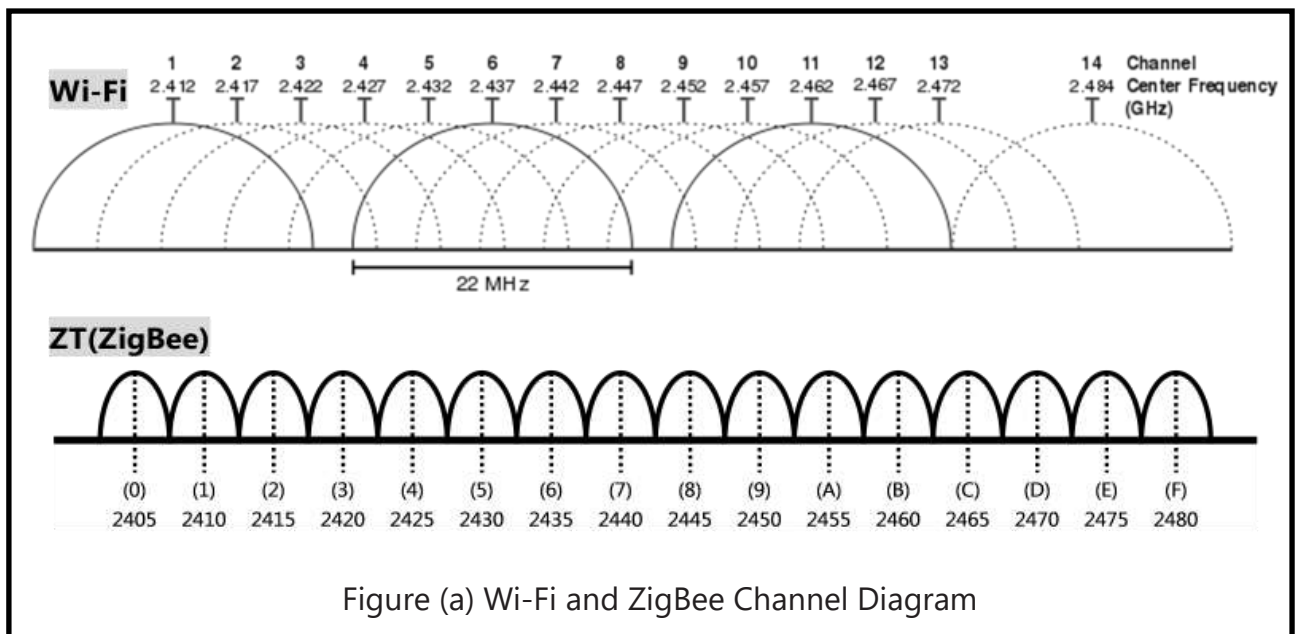 1 2 3 4 5 6 7 8 9 10 11 12 13 14 Channel
Wi-Fi 2.412 2.417 2.422 2.427 2.432 2.437 2.442 2.447 2.452 2.457 2.462 2.467 2.472 2.484 Center Frequency
(GHz)
22 MHz
ZT(ZigBee)
(0) (1) (2) (3) (4) (5) (6) (7) (8) (9) (A) (B) (C) (D) (E) (F)
2405 2410 2415 2420 2425 2430 2435 2440 2445 2450 2455 2460 2465 2470 2475 2480
Figure (a) Wi-Fi and ZigBee Channel Diagram